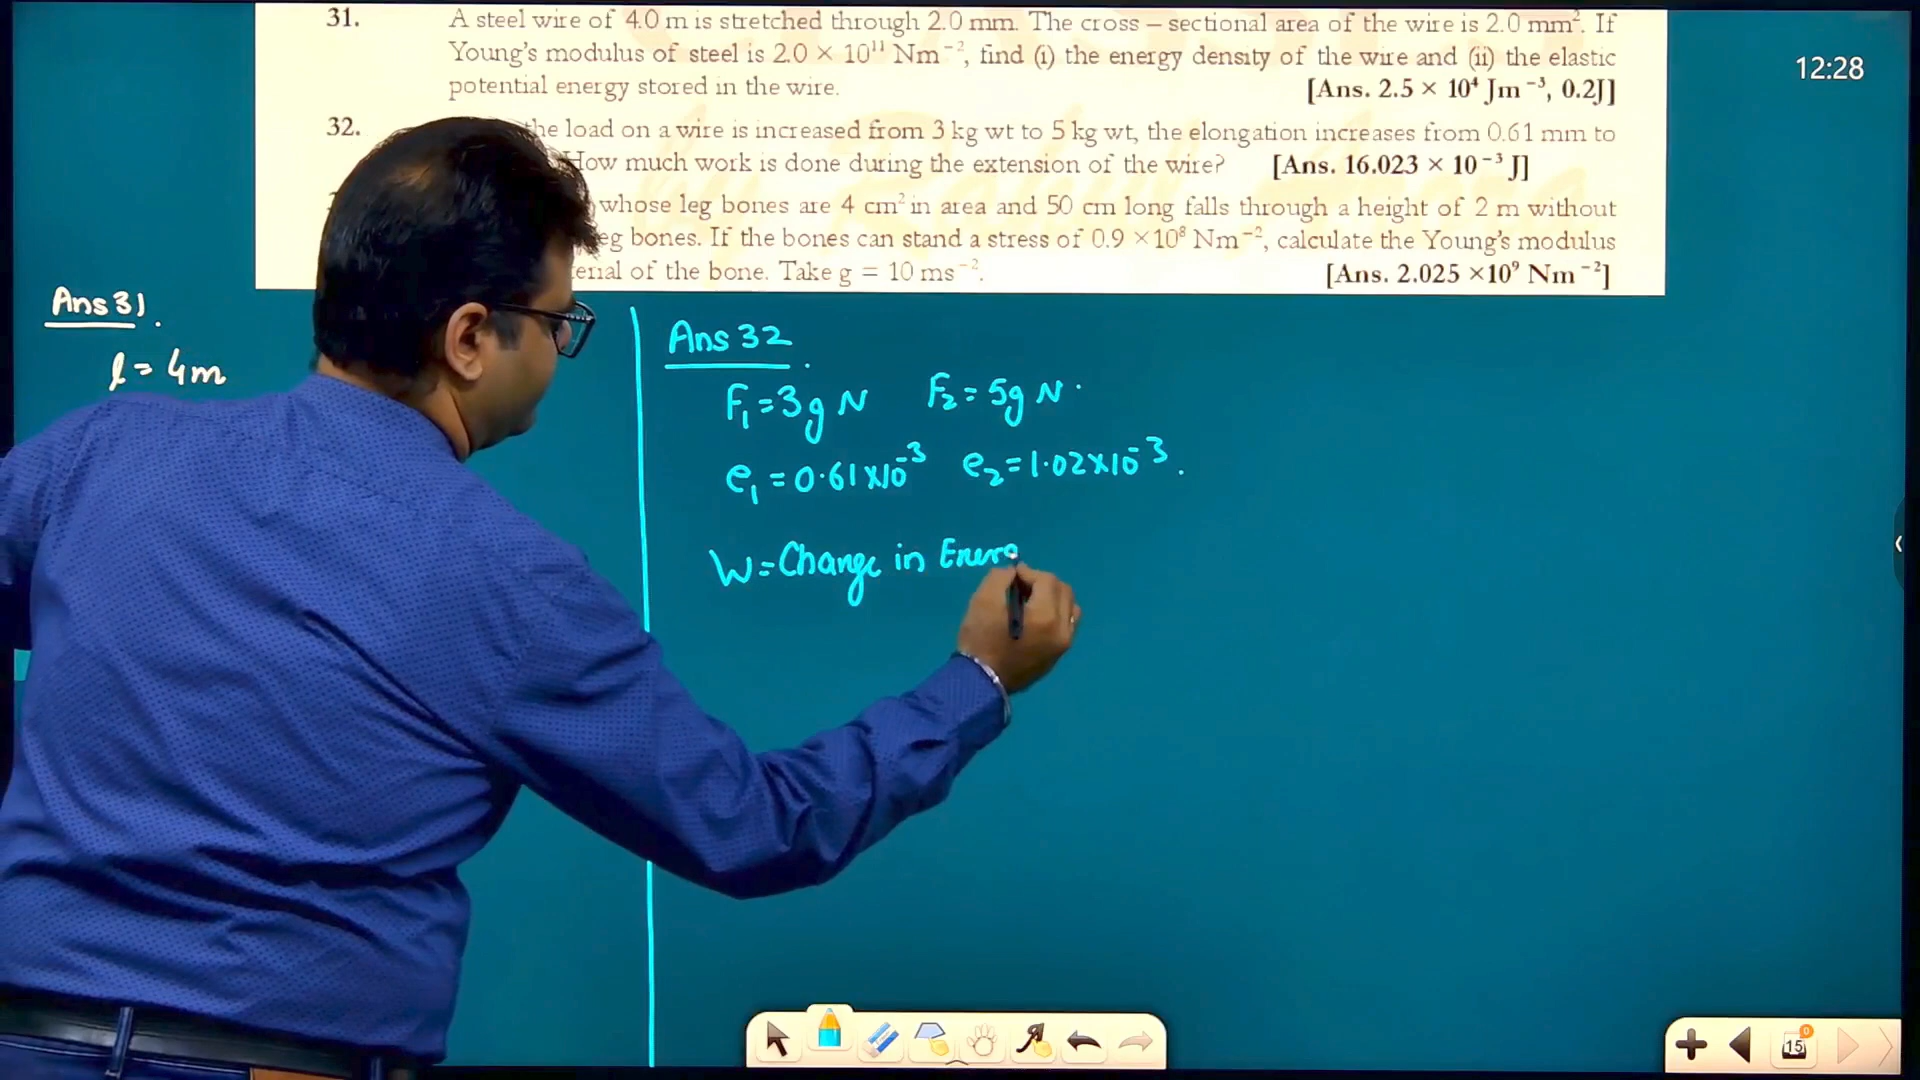 31. A steel wire of 4.0 m is stretched through 2.0 mm. The cross – sectional area of the wire is 2.0 mm². If
Young's modulus of steel is 2.0 × 10¹¹ Nm⁻², find (i) the energy density of the wire and (ii) the elastic
potential energy stored in the wire. [Ans. 2.5 × 10⁴ Jm⁻³, 0.2J]
32. the load on a wire is increased from 3 kg wt to 5 kg wt, the elongation increases from 0.61 mm to
How much work is done during the extension of the wire? [Ans. 16.023 × 10⁻³ J]
whose leg bones are 4 cm² in area and 50 cm long falls through a height of 2 m without
leg bones. If the bones can stand a stress of 0.9 ×10⁸ Nm⁻², calculate the Young's modulus
of the bone. Take g = 10 ms⁻². [Ans. 2.025 ×10⁹ Nm⁻²]
12:28
Ans 31.
l = 4m
Ans 32.
F₁=3g N F₂=5g N.
e₁=0.61×10⁻³ e₂=1.02×10⁻³.
W=Change in Energ
15
0